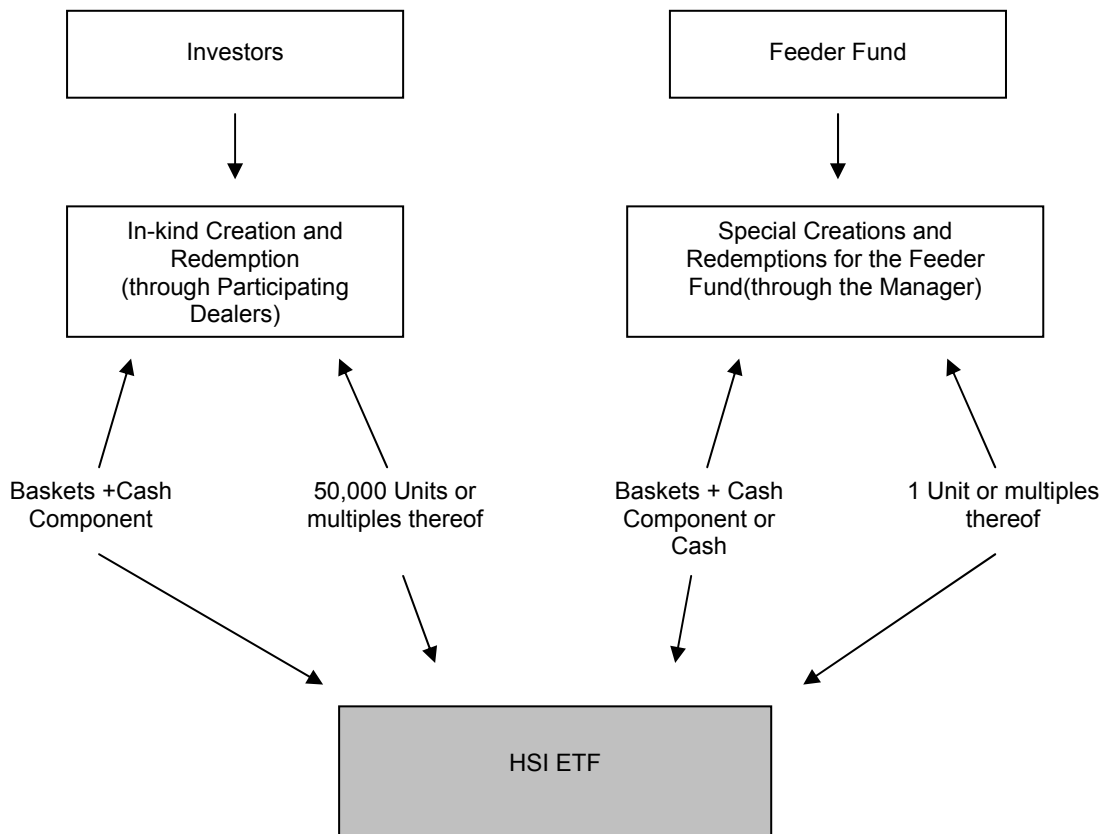 Investors
Feeder Fund
In-kind Creation and
Redemption
(through Participating
Dealers)
Special Creations and
Redemptions for the Feeder
Fund(through the Manager)
Baskets +Cash
Component
50,000 Units or
multiples thereof
Baskets + Cash
Component or
Cash
1 Unit or multiples
thereof
HSI ETF